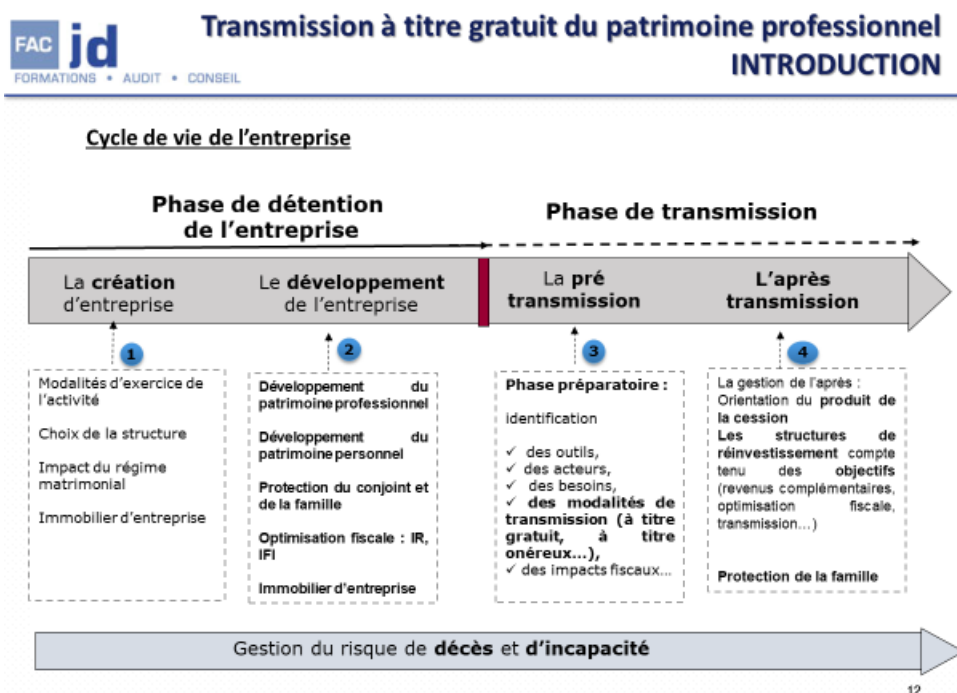 FAC jd
FORMATIONS • AUDIT • CONSEIL
Transmission à titre gratuit du patrimoine professionnel
INTRODUCTION
Cycle de vie de l'entreprise
Phase de détention
de l'entreprise
Phase de transmission
La création
d'entreprise
Le développement
de l'entreprise
La pré
transmission
L'après
transmission
1
2
3
4
Modalités d'exercice de
l'activité
Choix de la structure
Impact du régime
matrimonial
Immobilier d'entreprise
Développement du
patrimoine professionnel
Développement du
patrimoine personnel
Protection du conjoint et
de la famille
Optimisation fiscale : IR,
IFI
Immobilier d'entreprise
Phase préparatoire :
identification
✓ des outils,
✓ des acteurs,
✓ des besoins,
✓ des modalités de
transmission (à titre
gratuit, à titre
onéreux...),
✓ des impacts fiscaux...
La gestion de l'après :
Orientation du produit de
la cession
Les structures de
réinvestissement compte
tenu des objectifs
(revenus complémentaires,
optimisation fiscale,
transmission...)
Protection de la famille
Gestion du risque de décès et d'incapacité
12